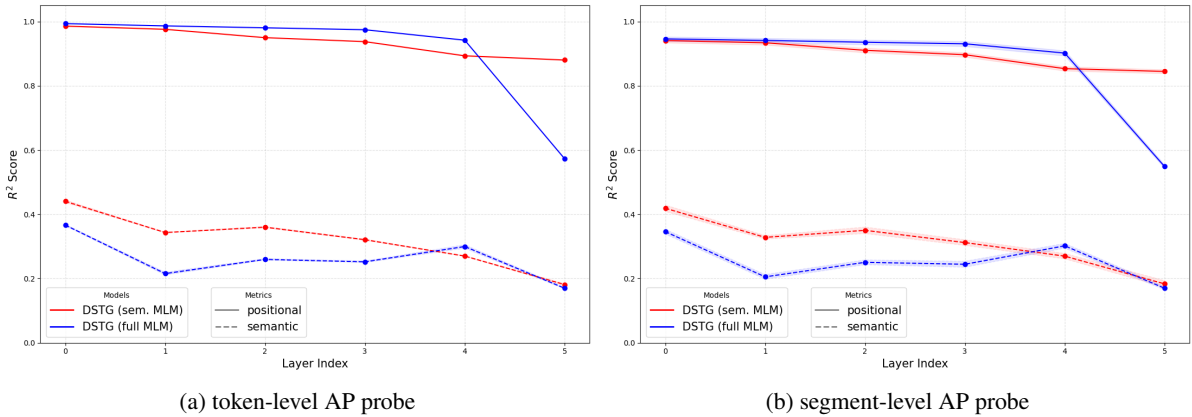 1.0
0.8
0.6
0.4
0.2
0.0
R² Score
Models
DSTG (sem. MLM)
DSTG (full MLM)
Metrics
positional
semantic
0 1 2 3 4 5
Layer Index
(a) token-level AP probe
1.0
0.8
0.6
0.4
0.2
0.0
R² Score
Models
DSTG (sem. MLM)
DSTG (full MLM)
Metrics
positional
semantic
0 1 2 3 4 5
Layer Index
(b) segment-level AP probe